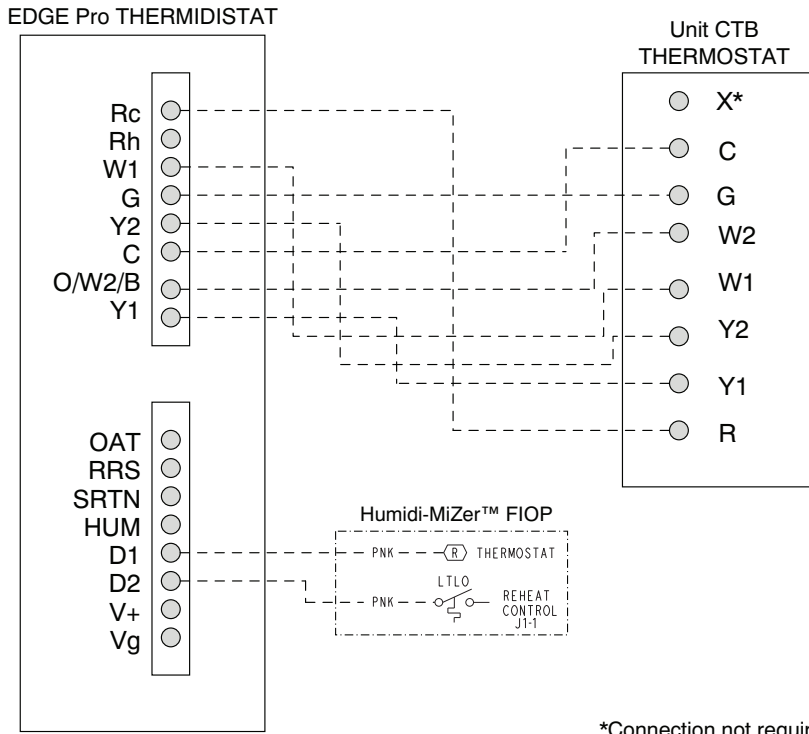 EDGE Pro THERMIDISTAT
Rc
Rh
W1
G
Y2
C
O/W2/B
Y1
OAT
RRS
SRTN
HUM
D1
D2
V+
Vg
Unit CTB
THERMOSTAT
X*
C
G
W2
W1
Y2
Y1
R
Humidi-MiZer™ FIOP
PNK R THERMOSTAT
LTLO
PNK REHEAT
CONTROL
J1-1
*Connection not requir